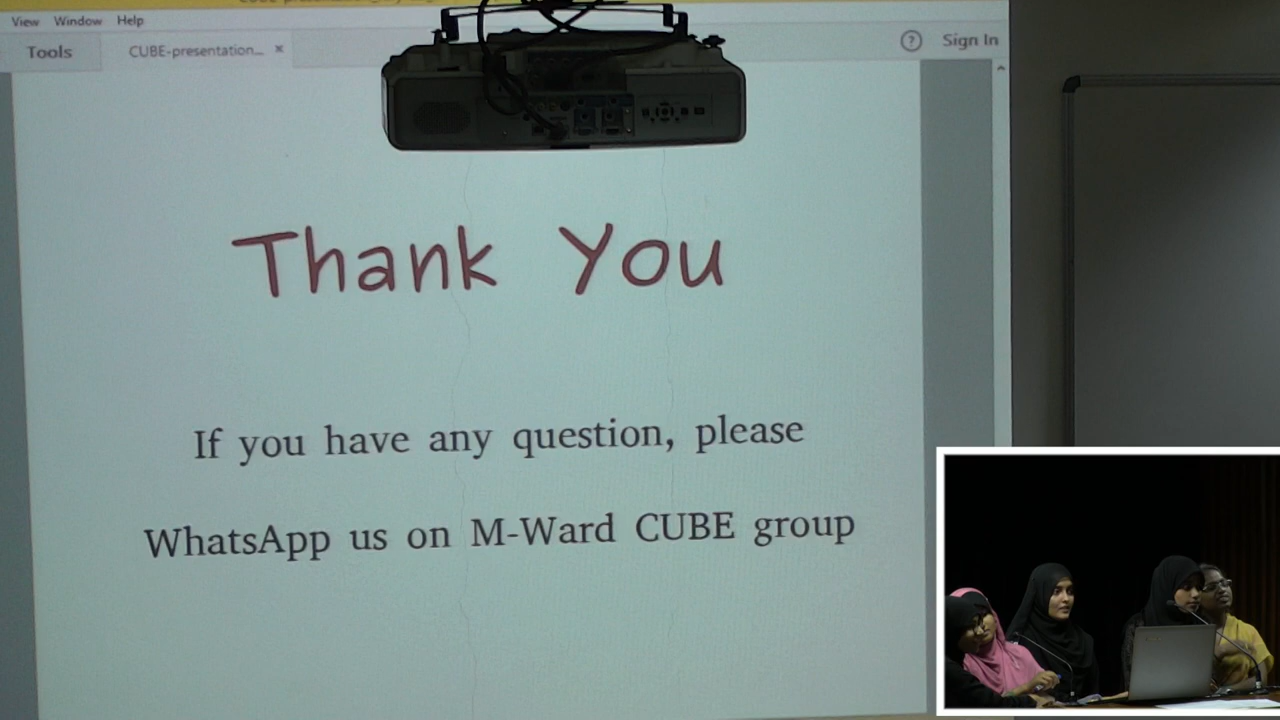 View Window Help
Tools CUBE-presentation_... × ? Sign In
Thank You
If you have any question, please
WhatsApp us on M-Ward CUBE group